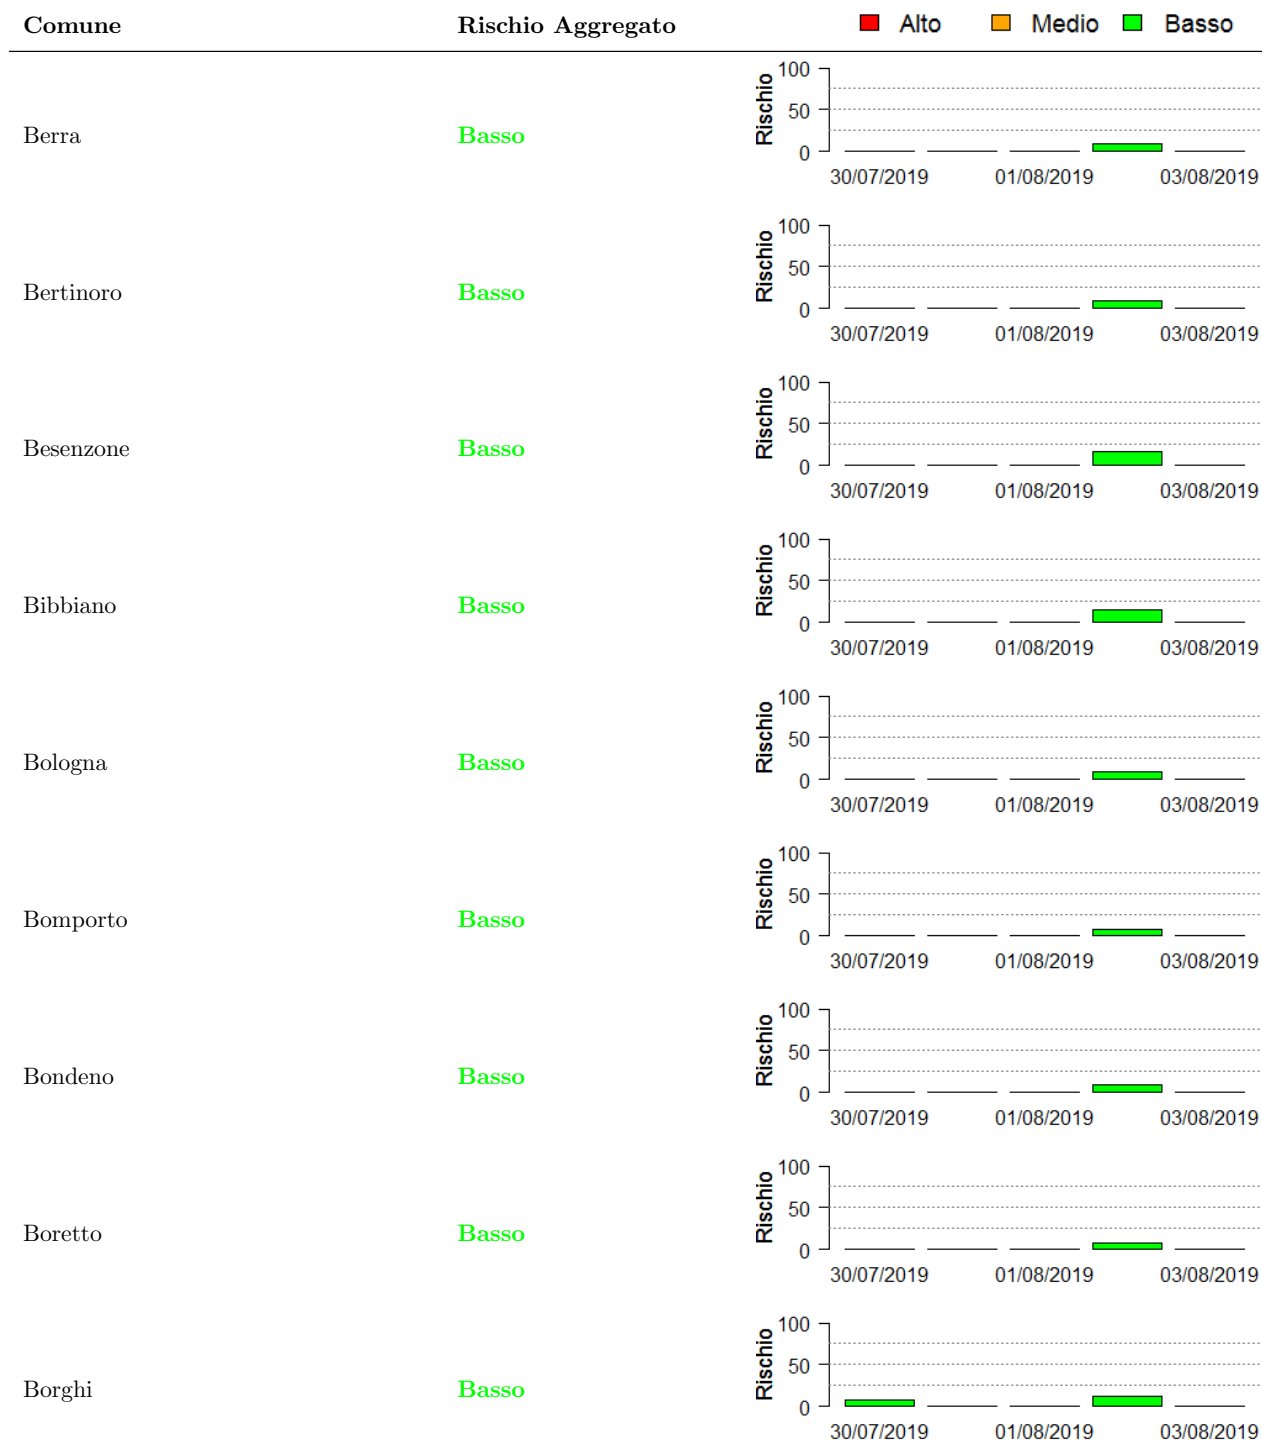 Comune Rischio Aggregato Alto Medio Basso
Berra Basso Rischio 100 50 0
30/07/2019 01/08/2019 03/08/2019
Bertinoro Basso Rischio 100 50 0
30/07/2019 01/08/2019 03/08/2019
Besenzone Basso Rischio 100 50 0
30/07/2019 01/08/2019 03/08/2019
Bibbiano Basso Rischio 100 50 0
30/07/2019 01/08/2019 03/08/2019
Bologna Basso Rischio 100 50 0
30/07/2019 01/08/2019 03/08/2019
Bomporto Basso Rischio 100 50 0
30/07/2019 01/08/2019 03/08/2019
Bondeno Basso Rischio 100 50 0
30/07/2019 01/08/2019 03/08/2019
Boretto Basso Rischio 100 50 0
30/07/2019 01/08/2019 03/08/2019
Borghi Basso Rischio 100 50 0
30/07/2019 01/08/2019 03/08/2019